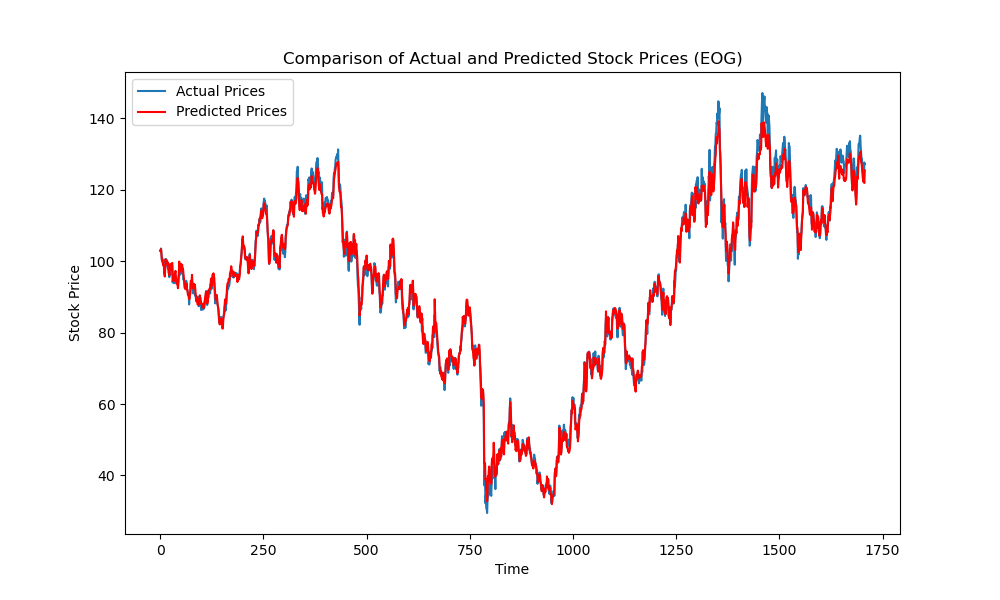 Comparison of Actual and Predicted Stock Prices (EOG)
Actual Prices
Predicted Prices
Stock Price
140
120
100
80
60
40
0 250 500 750 1000 1250 1500 1750
Time